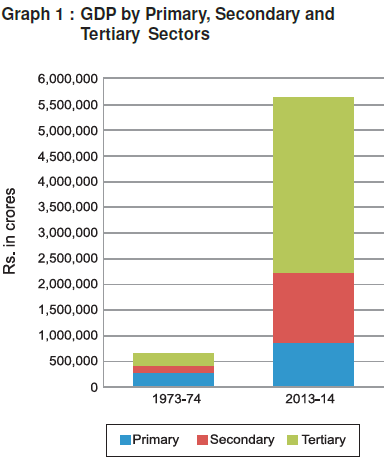 Graph 1 : GDP by Primary, Secondary and
Tertiary Sectors
6,000,000
5,500,000
5,000,000
4,500,000
4,000,000
3,500,000
3,000,000
2,500,000
2,000,000
1,500,000
1,000,000
500,000
0
Rs. in crores
1973-74
2013-14
Primary
Secondary
Tertiary